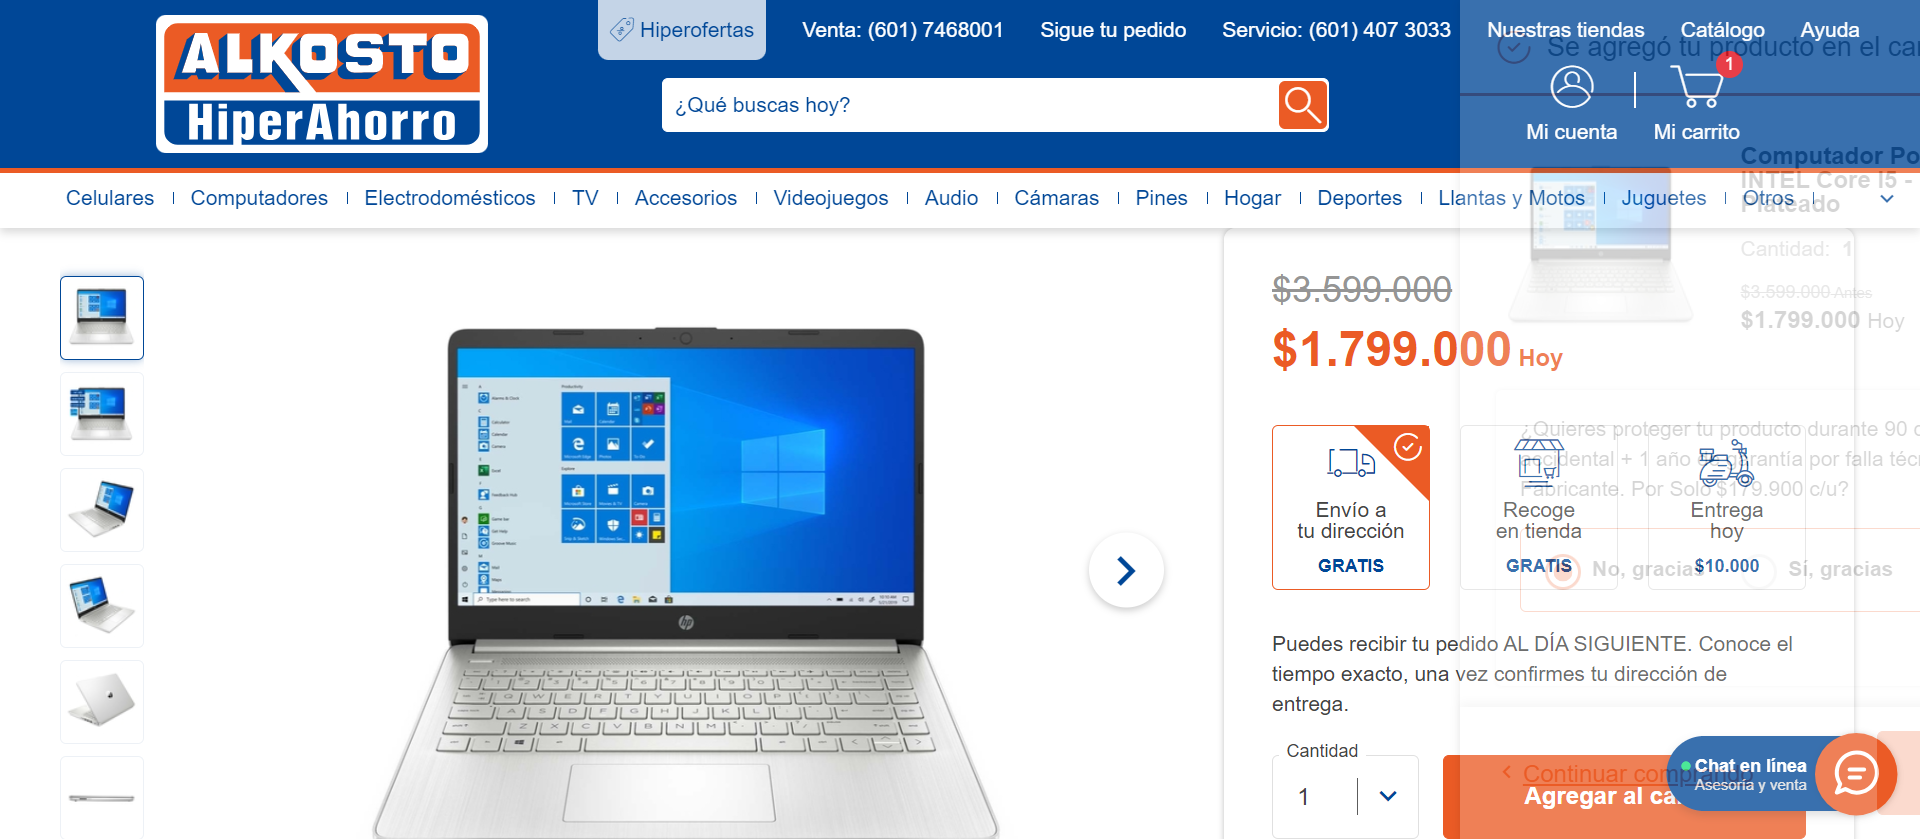 ALKOSTO
HiperAhorro
Hiperofertas
Venta: (601) 7468001
Sigue tu pedido
Servicio: (601) 407 3033
Nuestras tiendas
Catálogo
Ayuda
Se agregó tu producto en el ca
¿Qué buscas hoy?
1
Mi cuenta
Mi carrito
Celulares
Computadores
Electrodomésticos
TV
Accesorios
Videojuegos
Audio
Cámaras
Pines
Hogar
Deportes
Llantas y Motos
Juguetes
Otros
Computador Po
INTEL Core I5 -
Plateado
Cantidad: 1
$3.599.000 Antes
$1.799.000 Hoy
$3.599.000
$1.799.000 Hoy
Envío a
tu dirección
GRATIS
Recoge
en tienda
GRATIS
Entrega
hoy
$10.000
¿Quieres proteger tu producto durante 90
accidental + 1 año garantía por falla téc
Fabricante. Por Solo $179.900 c/u?
No, gracias
Sí, gracias
Puedes recibir tu pedido AL DÍA SIGUIENTE. Conoce el
tiempo exacto, una vez confirmes tu dirección de
entrega.
Cantidad
1
Continuar comprando
Agregar al ca
Chat en línea
Asesoría y venta
hp
Type here to search